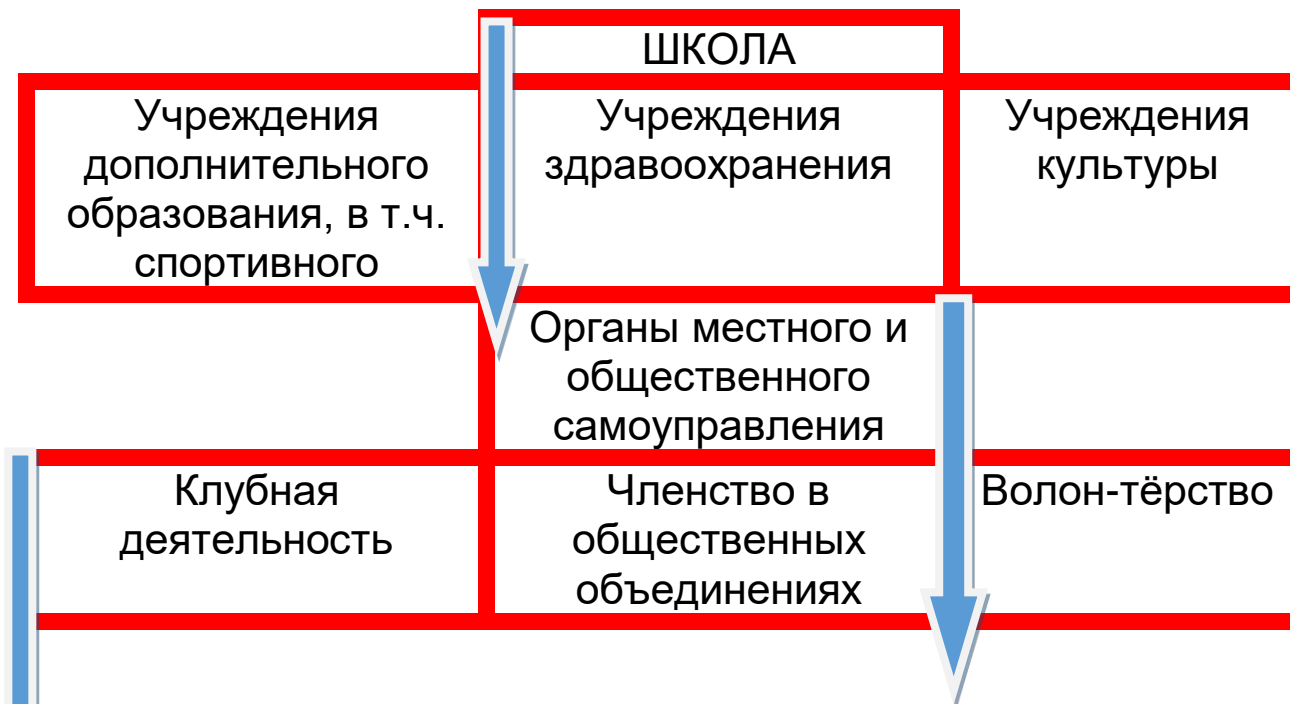 ШКОЛА
Учреждения
дополнительного
образования, в т.ч.
спортивного
Учреждения
здравоохранения
Учреждения
культуры
Органы местного и
общественного
самоуправления
Клубная
деятельность
Членство в
общественных
объединениях
Волон-тёрство